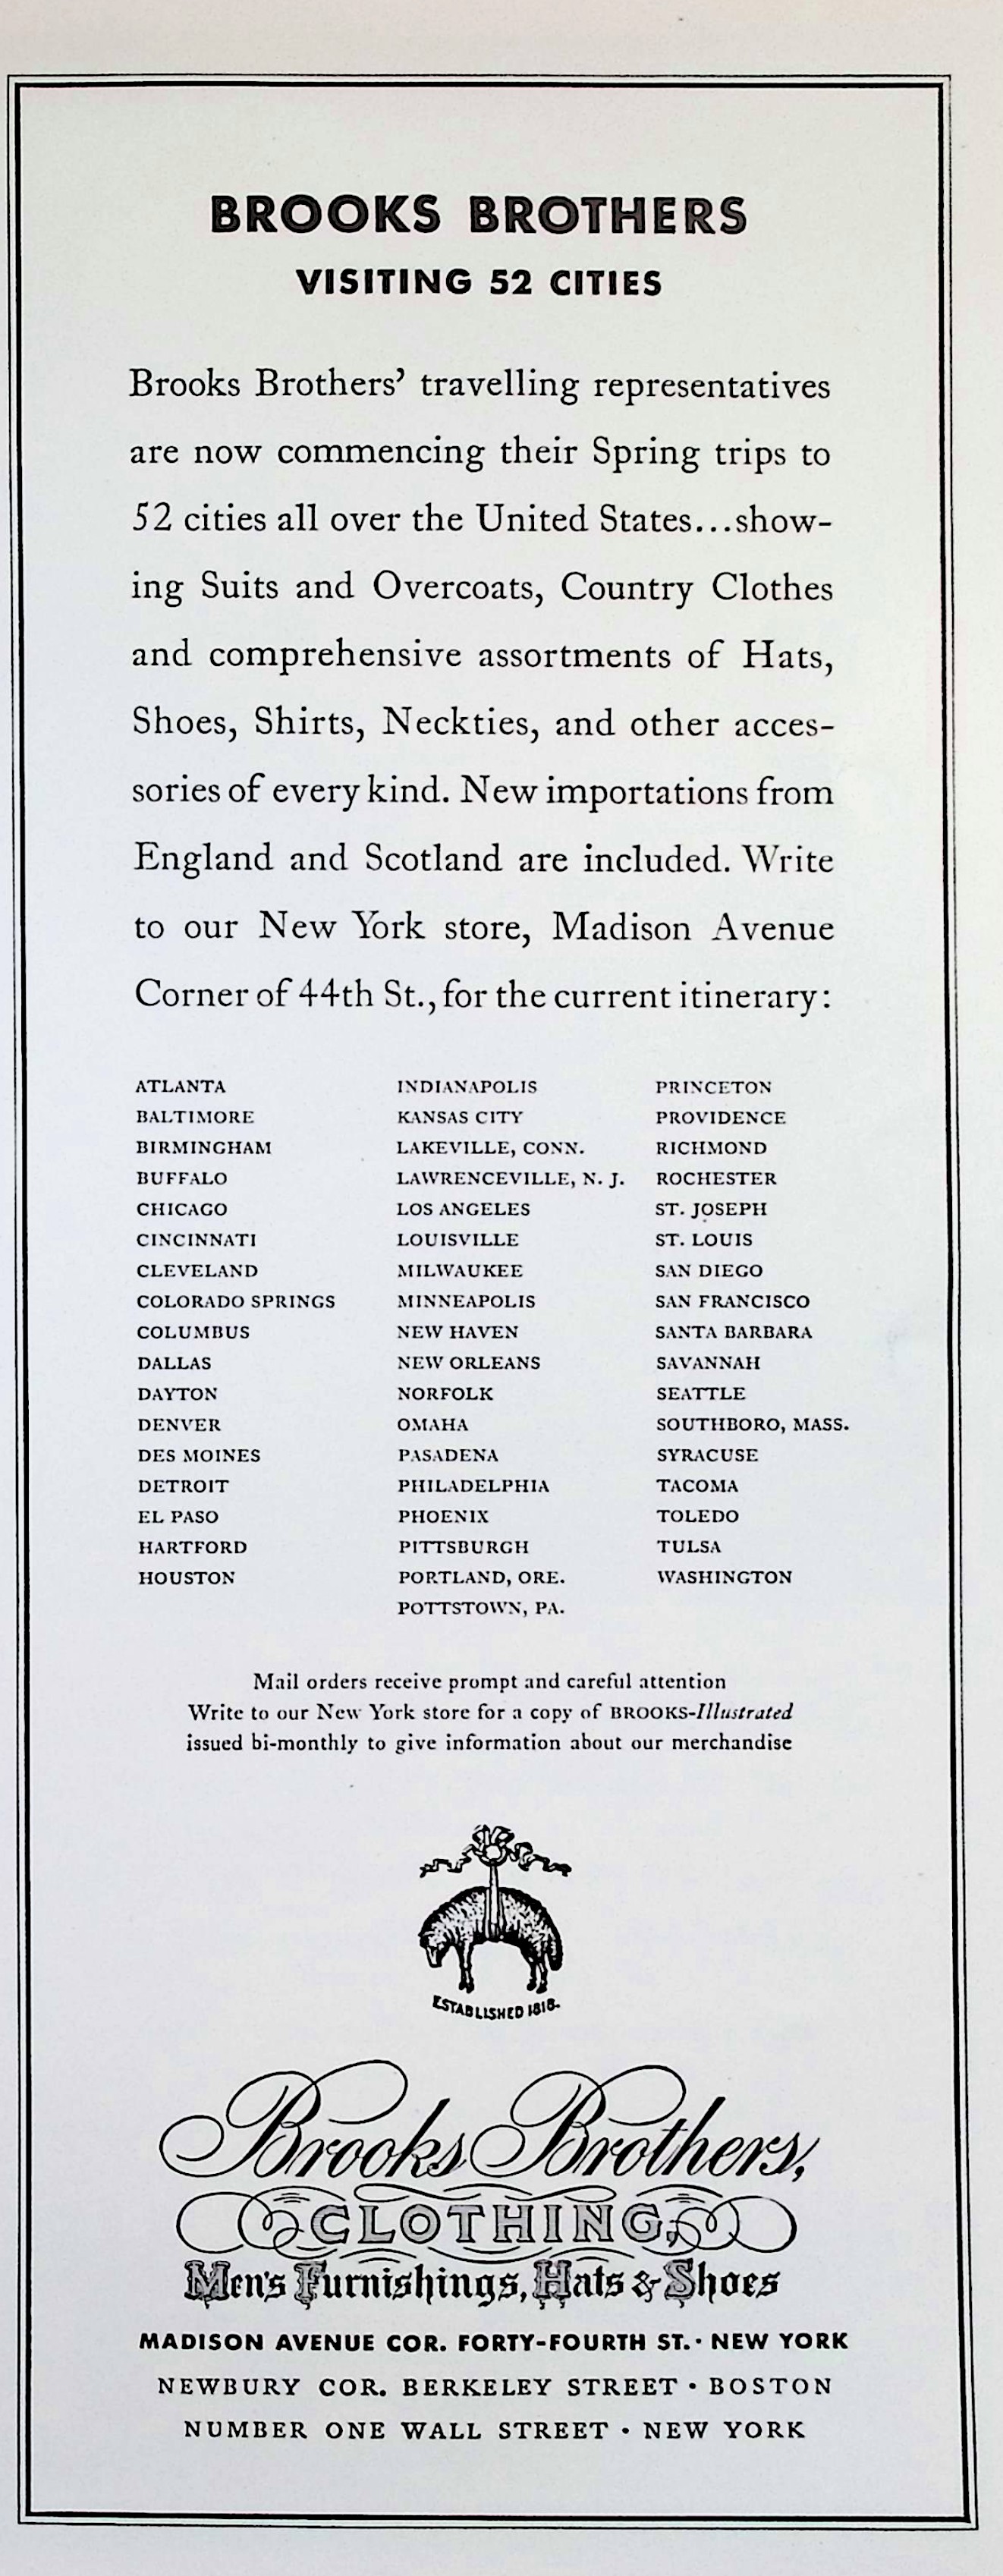 BROOKS BROTHERS
VISITING 52 CITIES
Brooks Brothers’ travelling representatives
are now commencing their Spring trips to
52 cities all over the United States...show-
ing Suits and Overcoats, Country Clothes
and comprehensive assortments of Hats,
Shoes, Shirts, Neckties, and other acces-
sories of every kind. New importations from
England and Scotland are included. Write
to our New York store, Madison Avenue
Corner of 44th St., for the current itinerary:
ATLANTA
BALTIMORE
BIRMINGHAM
BUFFALO
CHICAGO
CINCINNATI
CLEVELAND
COLORADO SPRINGS
COLUMBUS
DALLAS
DAYTON
DENVER
DES MOINES
DETROIT
EL PASO
HARTFORD
HOUSTON
INDIANAPOLIS
KANSAS CITY
LAKEVILLE, CONN.
LAWRENCEVILLE, N. J.
LOS ANGELES
LOUISVILLE
MILWAUKEE
MINNEAPOLIS
NEW HAVEN
NEW ORLEANS
NORFOLK
OMAHA
PASADENA
PHILADELPHIA
PHOENIX
PITTSBURGH
PORTLAND, ORE.
POTTSTOWN, PA.
PRINCETON
PROVIDENCE
RICHMOND
ROCHESTER
ST. JOSEPH
ST. LOUIS
SAN DIEGO
SAN FRANCISCO
SANTA BARBARA
SAVANNAH
SEATTLE
SOUTHBORO, MASS.
SYRACUSE
TACOMA
TOLEDO
TULSA
WASHINGTON
Mail orders receive prompt and careful attention
Write to our New York store for a copy of BROOKS-Illustrated
issued bi-monthly to give information about our merchandise
ESTABLISHED 1818
Brooks Brothers,
CLOTHING,
Men's Furnishings, Hats & Shoes
MADISON AVENUE COR. FORTY-FOURTH ST. · NEW YORK
NEWBURY COR. BERKELEY STREET · BOSTON
NUMBER ONE WALL STREET · NEW YORK